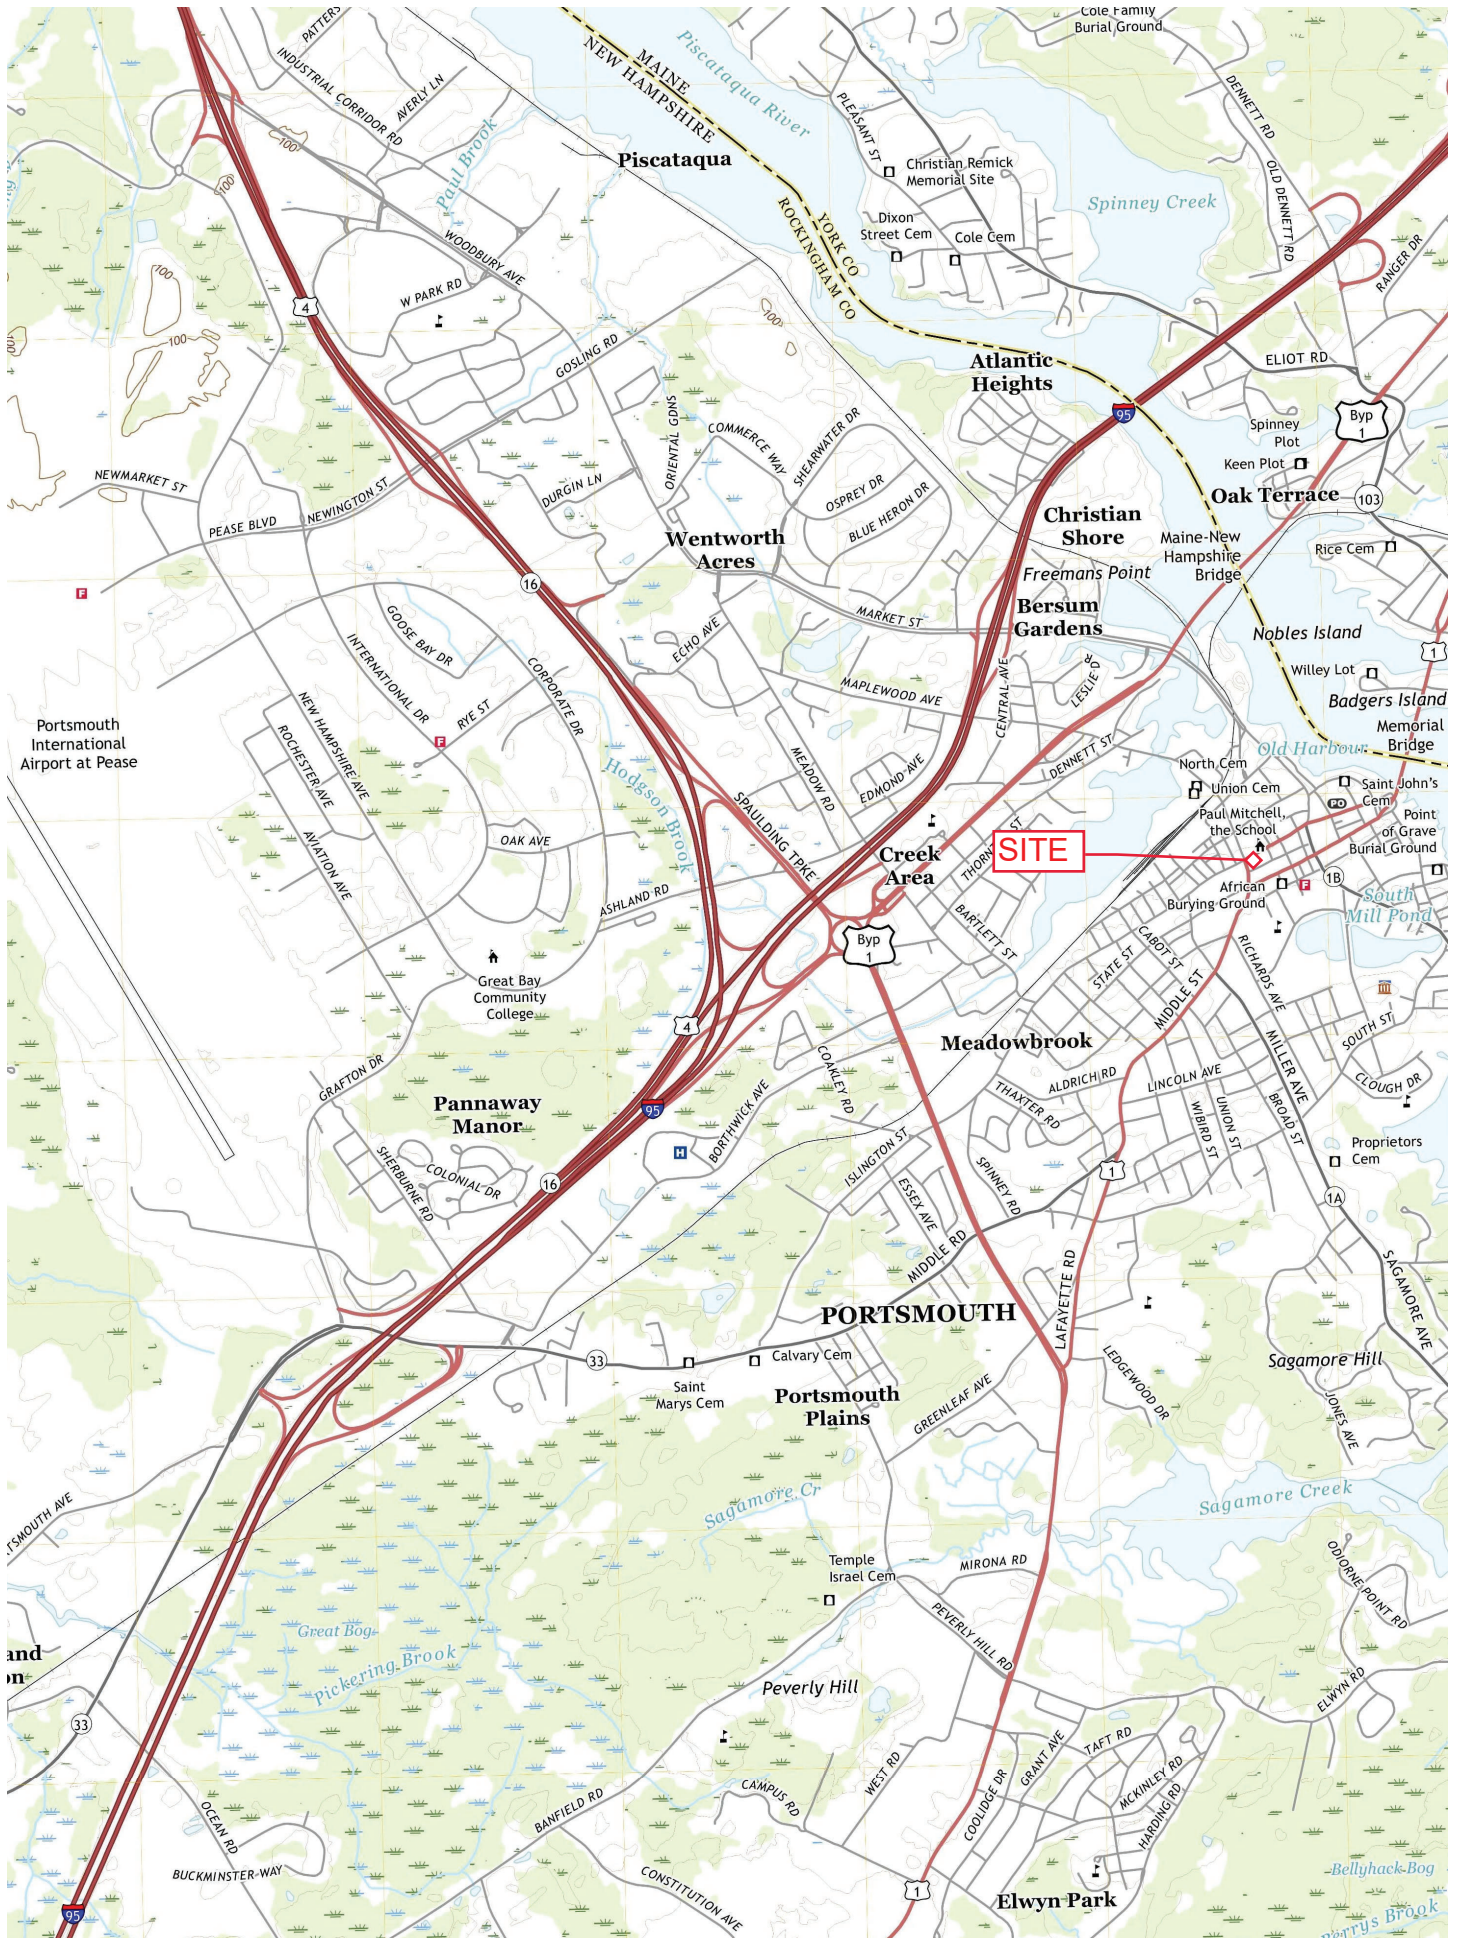 Cole Family
Burial Ground
INDUSTRIAL CORRIDOR RD
AVERLY LN
Paul Brook
MAINE
NEW HAMPSHIRE
Piscataqua River
PLEASANT ST
DENNETT RD
OLD DENNETT RD
Piscataqua
Christian Remick
Memorial Site
Spinney Creek
Dixon
Street Cem
Cole Cem
YORK CO
ROCKINGHAM CO
RANGER DR
WOODBURY AVE
W PARK RD
100
100
100
100
100
4
GOSLING RD
Atlantic
Heights
ELIOT RD
95
Byp
1
Spinney
Plot
Keen Plot
Oak Terrace
103
ORIENTAL GDNS
COMMERCE WAY
SHEARWATER DR
OSPREY DR
BLUE HERON DR
DURGIN LN
NEWMARKET ST
PEASE BLVD
NEWINGTON ST
Wentworth
Acres
Christian
Shore
Maine-New
Hampshire
Bridge
Rice Cem
Freemans Point
16
F
Bersum
Gardens
MARKET ST
Nobles Island
1
GOOSE BAY DR
INTERNATIONAL DR
ECHO AVE
CORPORATE DR
RYE ST
MAPLEWOOD AVE
CENTRAL AVE
LESLIE DR
Willey Lot
Badgers Island
Memorial
Bridge
Portsmouth
International
Airport at Pease
NEW HAMPSHIRE AVE
ROCHESTER AVE
F
Hodgson Brook
MEADOW RD
EDMOND AVE
DENNETT ST
Old Harbour
North Cem
Union Cem
Saint John's
Cem
PO
Paul Mitchell,
the School
Point
of Grave
Burial Ground
SPAULDING TPKE
OAK AVE
AVIATION AVE
ASHLAND RD
Creek
Area
SITE
African
Burying Ground
F
1B
South
Mill Pond
BARTLETT ST
Byp
1
CABOT ST
STATE ST
MIDDLE ST
RICHARDS AVE
Great Bay
Community
College
4
Meadowbrook
MILLER AVE
SOUTH ST
GRAFTON DR
COAKLEY RD
ALDRICH RD
LINCOLN AVE
CLOUGH DR
THAXTER RD
WIBIRD ST
UNION ST
BROAD ST
Pannaway
Manor
95
BORTHWICK AVE
H
ISLINGTON ST
SPINNEY RD
Proprietors
Cem
SHERBURNE RD
COLONIAL DR
16
ESSEX AVE
1
1A
MIDDLE RD
SAGAMORE AVE
LAFAYETTE RD
PORTSMOUTH
33
Calvary Cem
Saint
Marys Cem
Portsmouth
Plains
GREENLEAF AVE
LEDGEWOOD DR
Sagamore Hill
JONES AVE
Sagamore Cr
Sagamore Creek
Temple
Israel Cem
MIRONA RD
ODIORNE POINT RD
PEVERLY HILL RD
Great Bog
Pickering Brook
Peverly Hill
ELWYN RD
33
WEST RD
CAMPUS RD
COOLIDGE DR
GRANT AVE
TAFT RD
MCKINLEY RD
HARDING RD
BANFIELD RD
OCEAN RD
BUCKMINSTER WAY
CONSTITUTION AVE
1
Elwyn Park
Bellyhack Bog
95